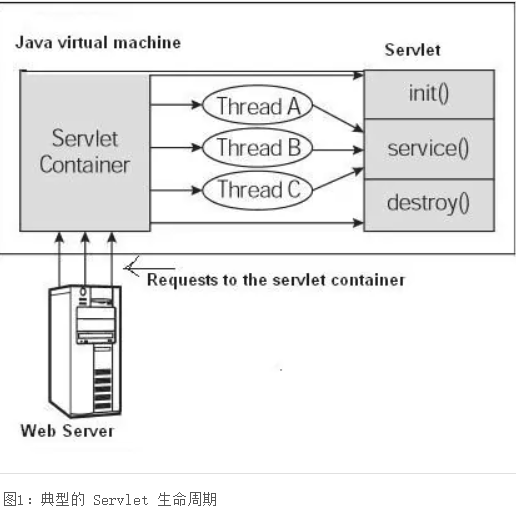 Java virtual machine
Servlet
Servlet
Container
Thread A
Thread B
Thread C
init()
service()
destroy()
Requests to the servlet container
Web Server
图1：典型的 Servlet 生命周期